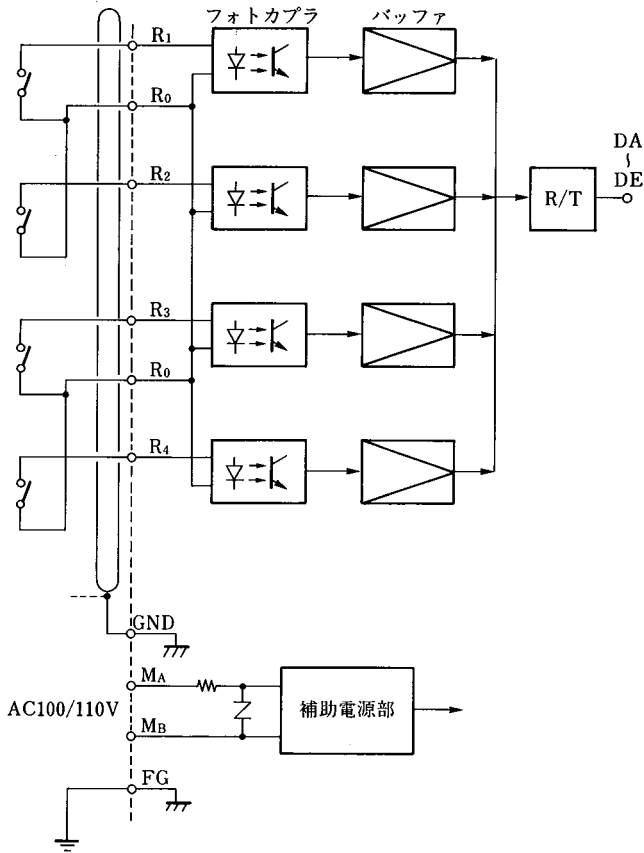 フォトカプラ
バッファ
R1
R0
R2
DA
~
DE
R/T
R3
R0
R4
GND
MA
AC100/110V
MB
補助電源部
FG